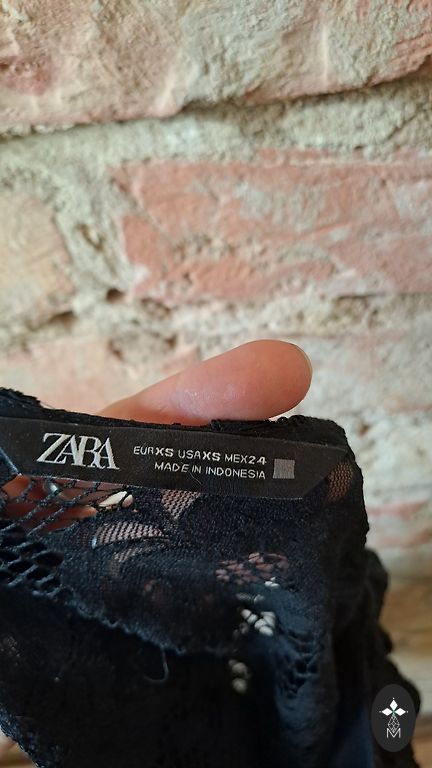 ZARA
EUR XS USA XS MEX 24
MADE IN INDONESIA
M